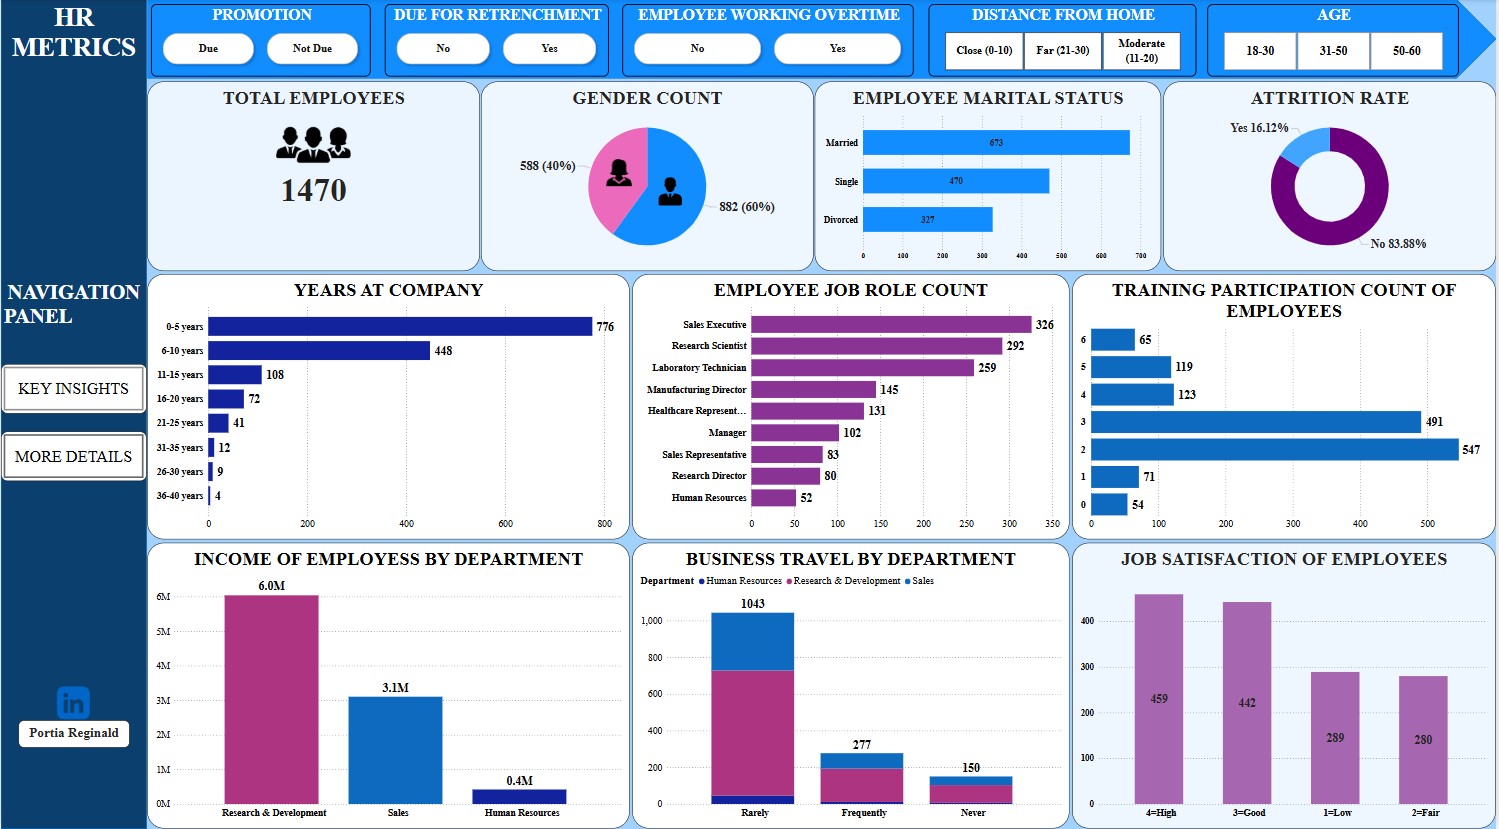 HR
METRICS
PROMOTION
Due
Not Due
DUE FOR RETRENCHMENT
No
Yes
EMPLOYEE WORKING OVERTIME
No
Yes
DISTANCE FROM HOME
Close (0-10)
Far (21-30)
Moderate
(11-20)
AGE
18-30
31-50
50-60
TOTAL EMPLOYEES
1470
GENDER COUNT
588 (40%)
882 (60%)
EMPLOYEE MARITAL STATUS
Married
673
Single
470
Divorced
327
0 100 200 300 400 500 600 700
ATTRITION RATE
Yes 16.12%
No 83.88%
NAVIGATION
PANEL
KEY INSIGHTS
MORE DETAILS
Portia Reginald
in
YEARS AT COMPANY
0-5 years 776
6-10 years 448
11-15 years 108
16-20 years 72
21-25 years 41
31-35 years 12
26-30 years 9
36-40 years 4
0 200 400 600 800
EMPLOYEE JOB ROLE COUNT
Sales Executive 326
Research Scientist 292
Laboratory Technician 259
Manufacturing Director 145
Healthcare Represent... 131
Manager 102
Sales Representative 83
Research Director 80
Human Resources 52
0 50 100 150 200 250 300 350
TRAINING PARTICIPATION COUNT OF
EMPLOYEES
6 65
5 119
4 123
3 491
2 547
1 71
0 54
0 100 200 300 400 500
INCOME OF EMPLOYESS BY DEPARTMENT
6M
5M
4M
3M
2M
1M
0M
6.0M
3.1M
0.4M
Research & Development Sales Human Resources
BUSINESS TRAVEL BY DEPARTMENT
Department Human Resources Research & Development Sales
1,000
800
600
400
200
0
1043
277
150
Rarely Frequently Never
JOB SATISFACTION OF EMPLOYEES
400
300
200
100
0
459
442
289
280
4=High 3=Good 1=Low 2=Fair